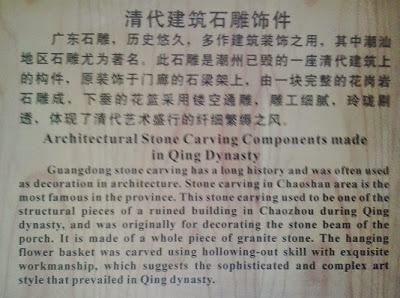 清代建筑石雕饰件
广东石雕，历史悠久，多作建筑装饰之用，其中潮汕
地区石雕尤为著名。此石雕是潮州已毁的一座清代建筑上
的构件，原装饰于门廊的石梁架上，由一块完整的花岗岩
石雕成，下垂的花篮采用镂空通雕，雕工细腻，玲珑剔
透，体现了清代艺术盛行的纤细繁缛之风。
Architectural Stone Carving Components made
in Qing Dynasty
Guangdong stone carving has a long history and was often used
as decoration in architecture. Stone carving in Chaoshan area is the
most famous in the province. This stone carving used to be one of the
structural pieces of a ruined building in Chaozhou during Qing
dynasty, and was originally for decorating the stone beam of the
porch. It is made of a whole piece of granite stone. The hanging
flower basket was carved using hollowing-out skill with exquisite
workmanship, which suggests the sophisticated and complex art
style that prevailed in Qing dynasty.